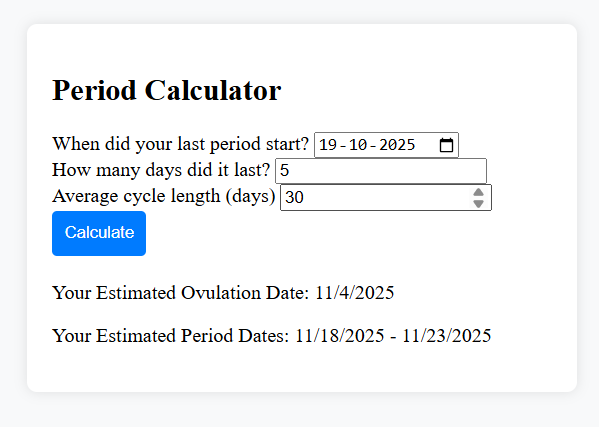 Period Calculator
When did your last period start? 19-10-2025
How many days did it last? 5
Average cycle length (days) 30
Calculate
Your Estimated Ovulation Date: 11/4/2025
Your Estimated Period Dates: 11/18/2025 - 11/23/2025